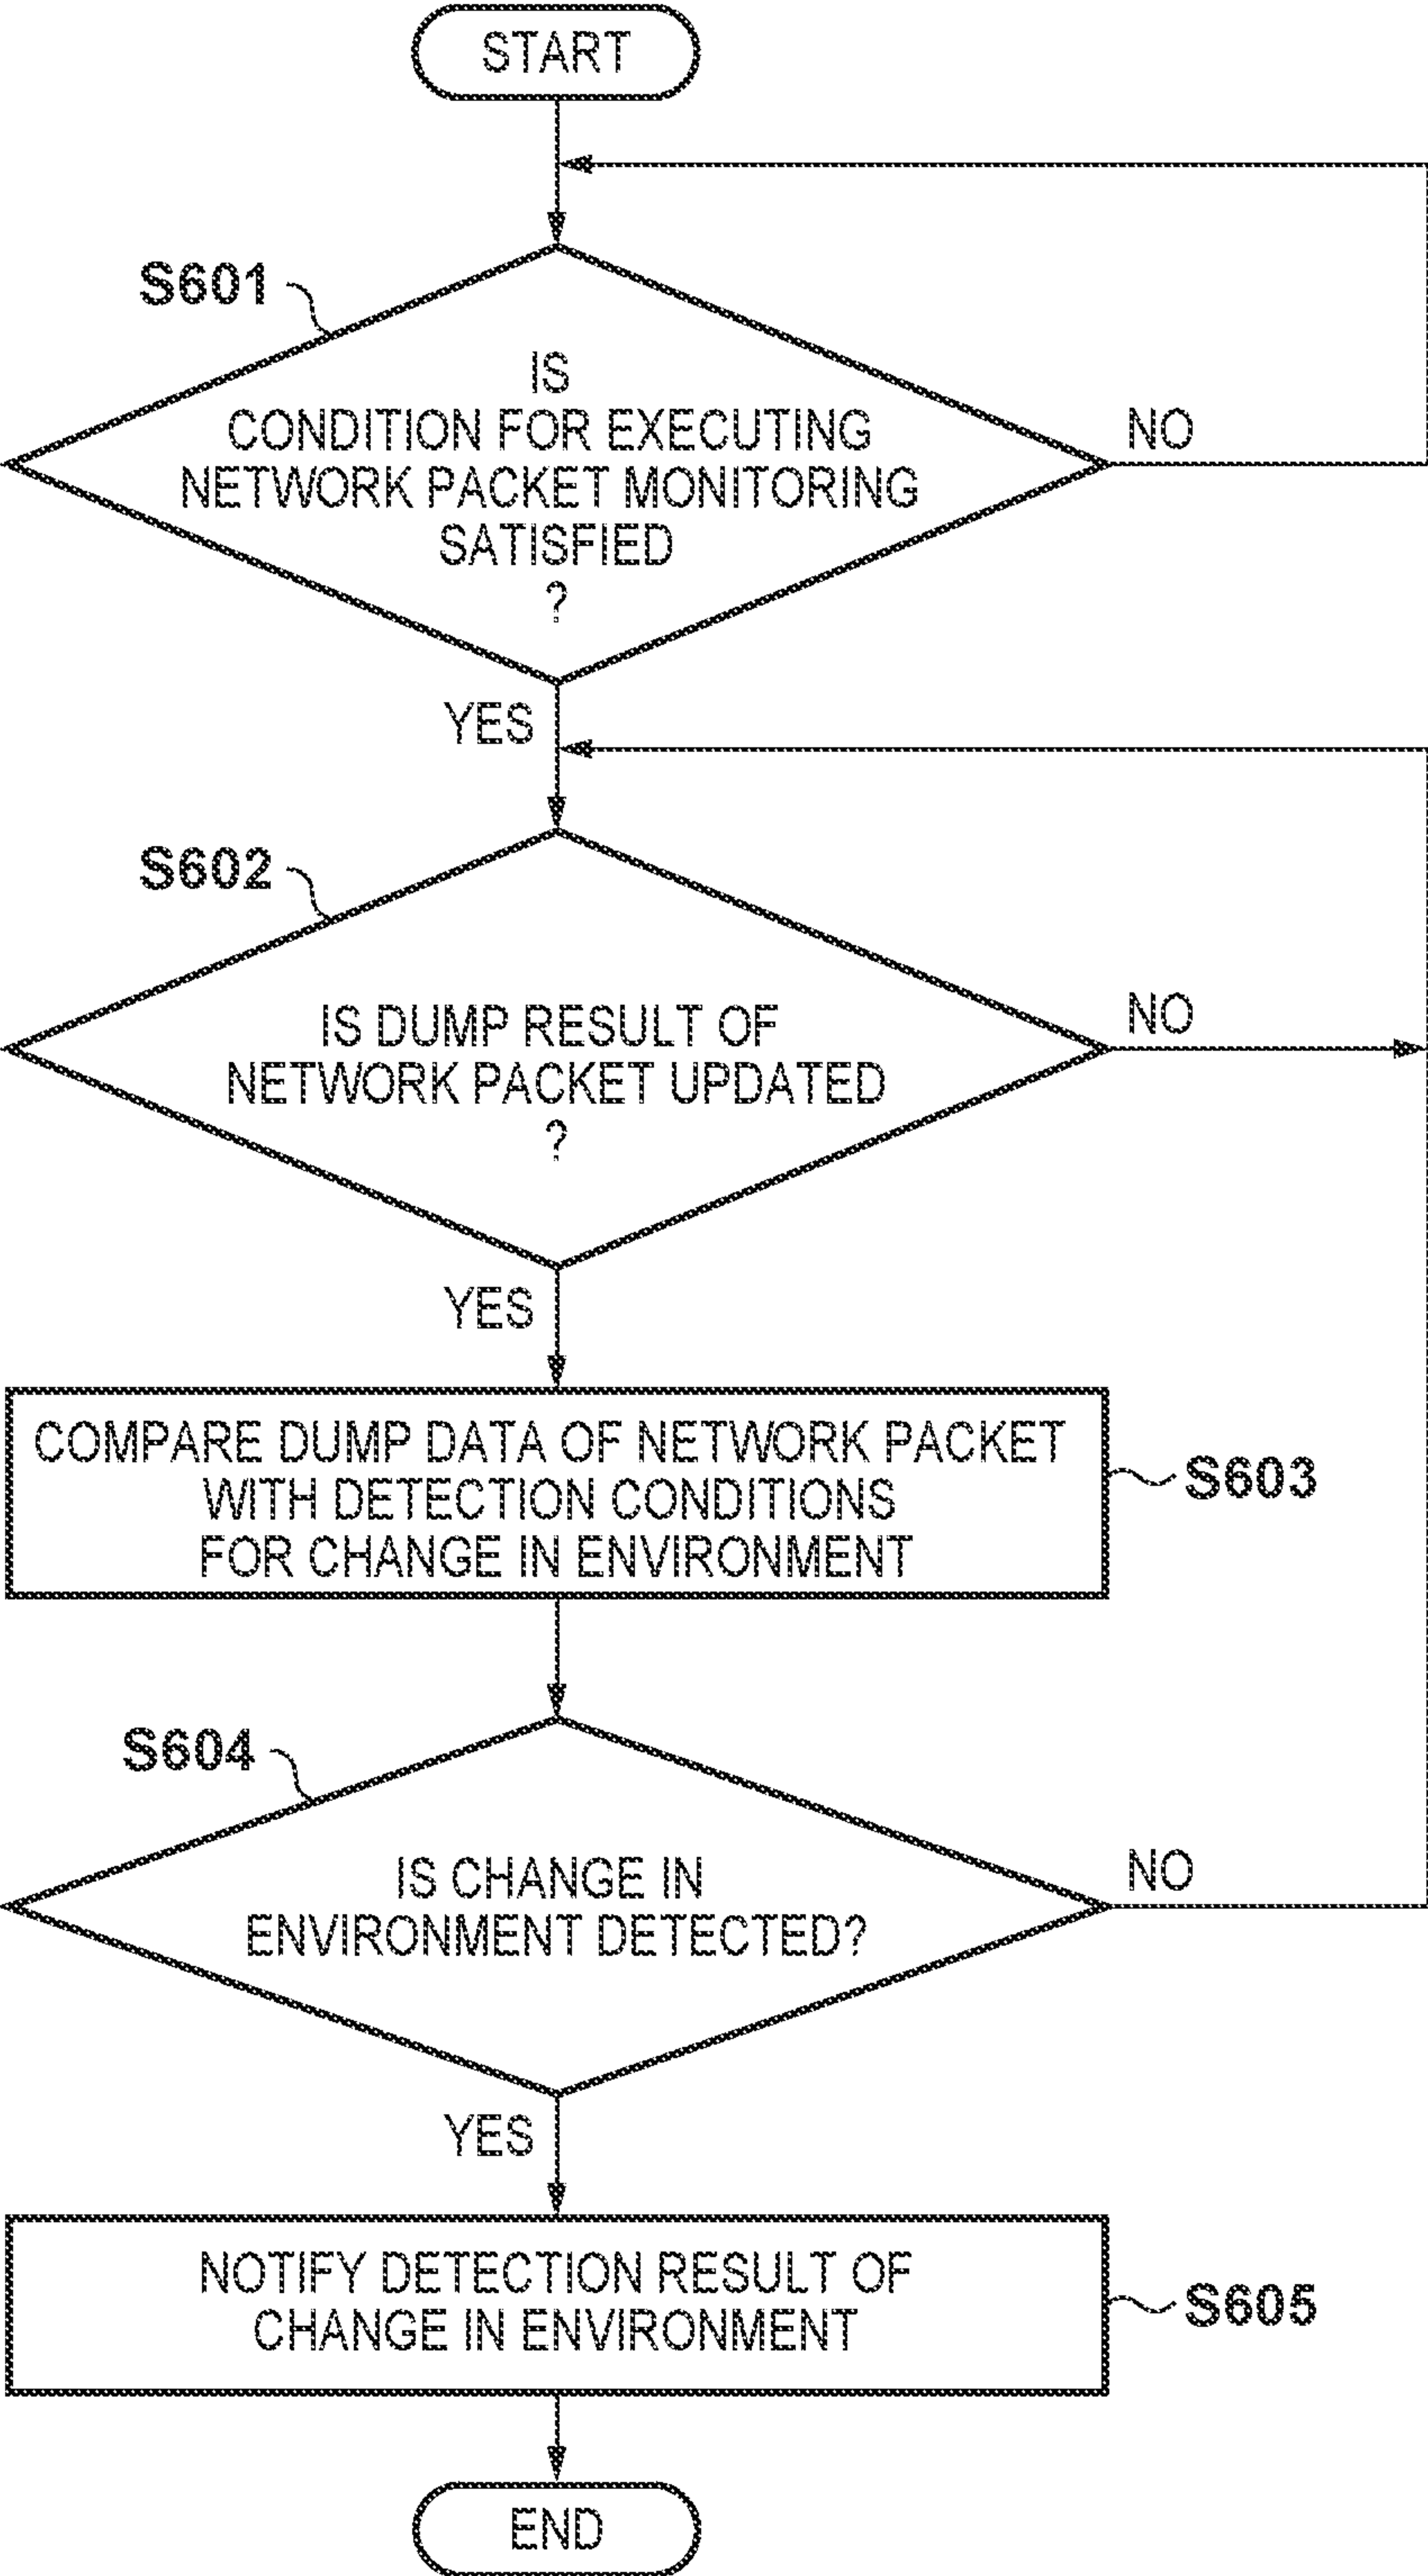 START
S601
IS
CONDITION FOR EXECUTING
NETWORK PACKET MONITORING
SATISFIED
?
NO
YES
S602
IS DUMP RESULT OF
NETWORK PACKET UPDATED
?
NO
YES
COMPARE DUMP DATA OF NETWORK PACKET
WITH DETECTION CONDITIONS
FOR CHANGE IN ENVIRONMENT
S603
S604
IS CHANGE IN
ENVIRONMENT DETECTED?
NO
YES
NOTIFY DETECTION RESULT OF
CHANGE IN ENVIRONMENT
S605
END